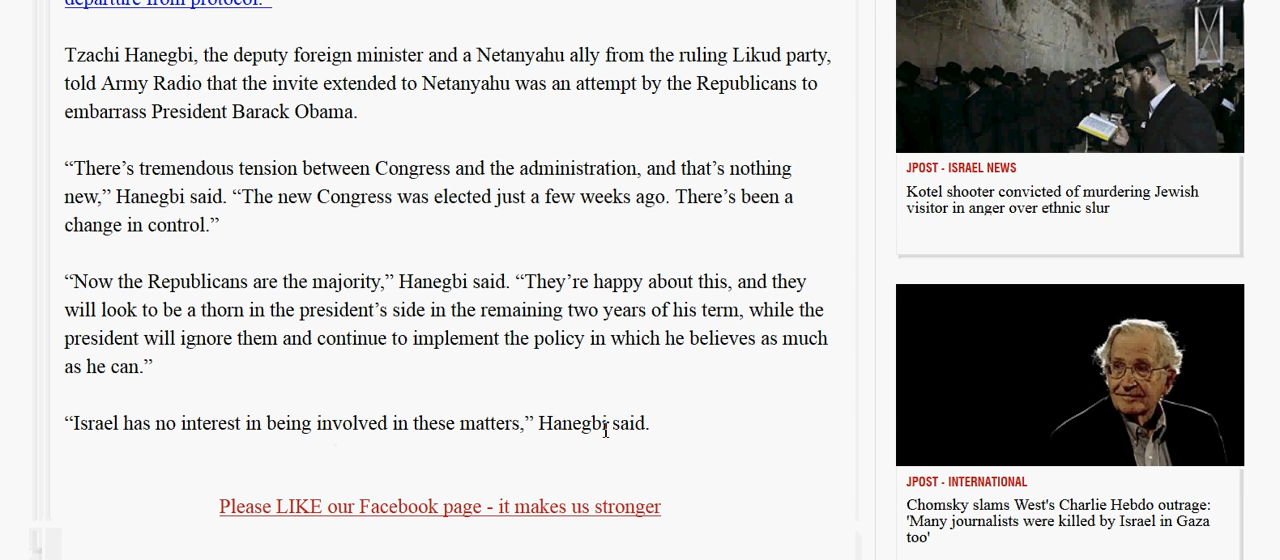 departure from protocol."
Tzachi Hanegbi, the deputy foreign minister and a Netanyahu ally from the ruling Likud party,
told Army Radio that the invite extended to Netanyahu was an attempt by the Republicans to
embarrass President Barack Obama.
“There’s tremendous tension between Congress and the administration, and that’s nothing
new,” Hanegbi said. “The new Congress was elected just a few weeks ago. There’s been a
change in control.”
“Now the Republicans are the majority,” Hanegbi said. “They’re happy about this, and they
will look to be a thorn in the president’s side in the remaining two years of his term, while the
president will ignore them and continue to implement the policy in which he believes as much
as he can.”
“Israel has no interest in being involved in these matters,” Hanegbi said.
Please LIKE our Facebook page - it makes us stronger
JPOST - ISRAEL NEWS
Kotel shooter convicted of murdering Jewish
visitor in anger over ethnic slur
JPOST - INTERNATIONAL
Chomsky slams West's Charlie Hebdo outrage:
'Many journalists were killed by Israel in Gaza
too'